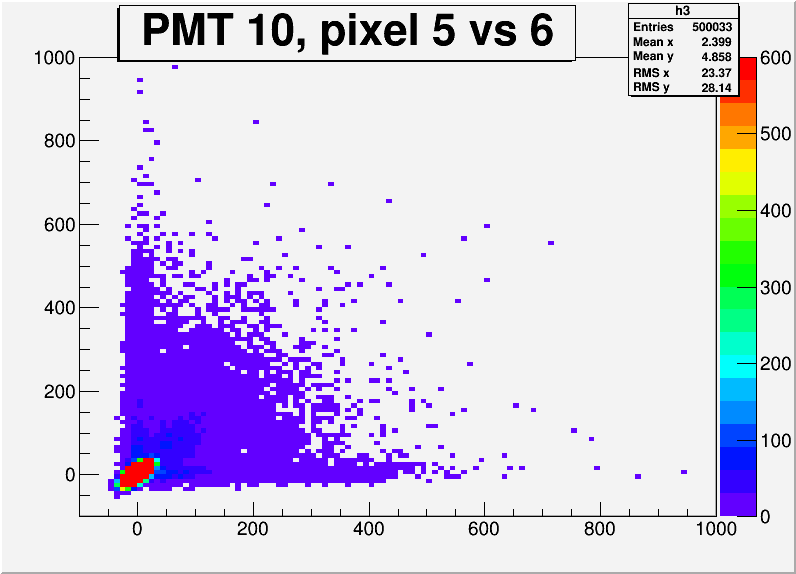 PMT 10, pixel 5 vs 6
h3
Entries 500033
Mean x 2.399
Mean y 4.858
RMS x 23.37
RMS y 28.14
1000
800
600
400
200
0
0 200 400 600 800 1000
600
500
400
300
200
100
0